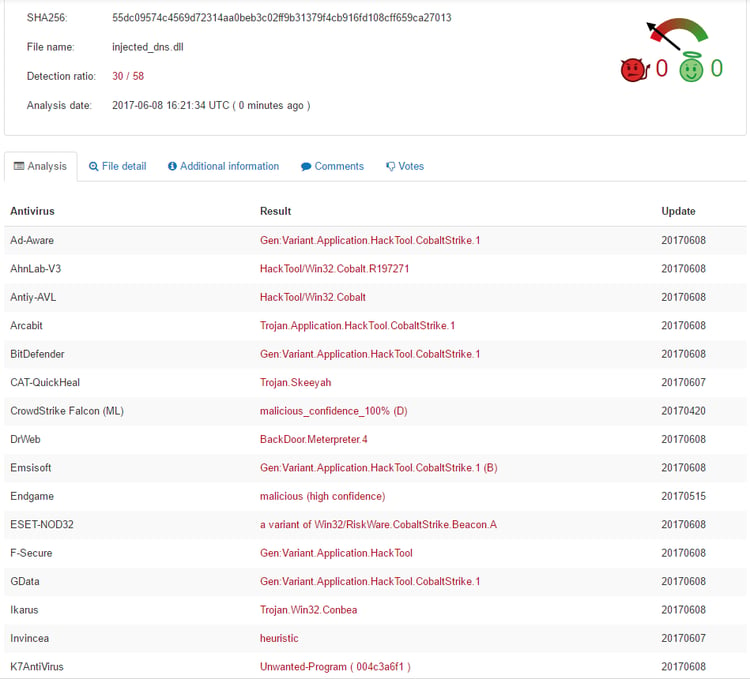 SHA256: 55dc09574c4569d72314aa0beb3c02ff9b31379f4cb916fd108cff659ca27013
File name: injected_dns.dll
Detection ratio: 30 / 58
0 0
Analysis date: 2017-06-08 16:21:34 UTC ( 0 minutes ago )
Analysis File detail Additional information Comments Votes
Antivirus Result Update
Ad-Aware Gen:Variant.Application.HackTool.CobaltStrike.1 20170608
AhnLab-V3 HackTool/Win32.Cobalt.R197271 20170608
Antiy-AVL HackTool/Win32.Cobalt 20170608
Arcabit Trojan.Application.HackTool.CobaltStrike.1 20170608
BitDefender Gen:Variant.Application.HackTool.CobaltStrike.1 20170608
CAT-QuickHeal Trojan.Skeeyah 20170607
CrowdStrike Falcon (ML) malicious_confidence_100% (D) 20170420
DrWeb BackDoor.Meterpreter.4 20170608
Emsisoft Gen:Variant.Application.HackTool.CobaltStrike.1 (B) 20170608
Endgame malicious (high confidence) 20170515
ESET-NOD32 a variant of Win32/RiskWare.CobaltStrike.Beacon.A 20170608
F-Secure Gen:Variant.Application.HackTool 20170608
GData Gen:Variant.Application.HackTool.CobaltStrike.1 20170608
Ikarus Trojan.Win32.Conbea 20170608
Invincea heuristic 20170607
K7AntiVirus Unwanted-Program ( 004c3a6f1 ) 20170608